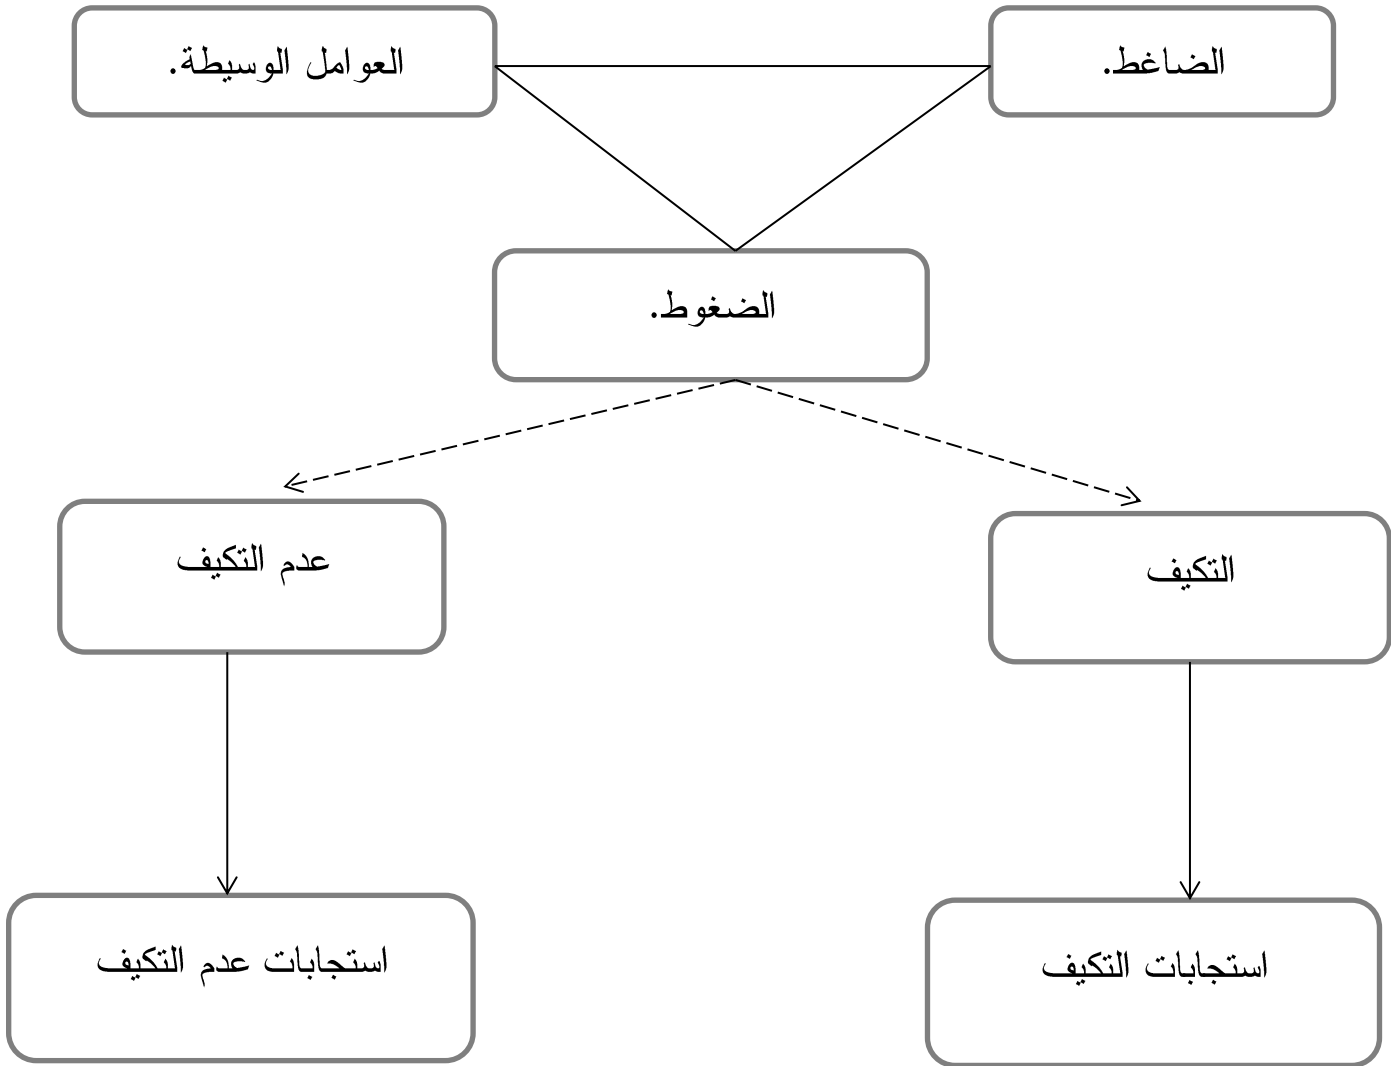 الضاغط.
العوامل الوسيطة.
الضغوط.
التكيف
عدم التكيف
استجابات التكيف
استجابات عدم التكيف